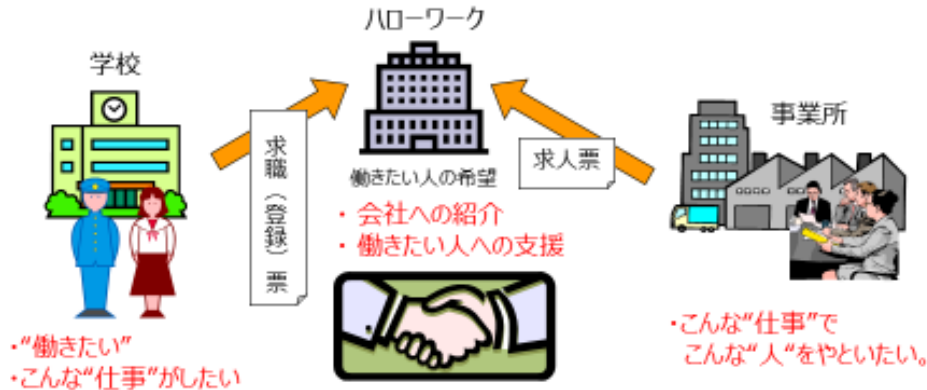 ハローワーク
学校
事業所
求職（登録）票
求人票
働きたい人の希望
・会社への紹介
・働きたい人への支援
・“働きたい”
・こんな“仕事”がしたい
・こんな“仕事”で
こんな“人“をやといたい。